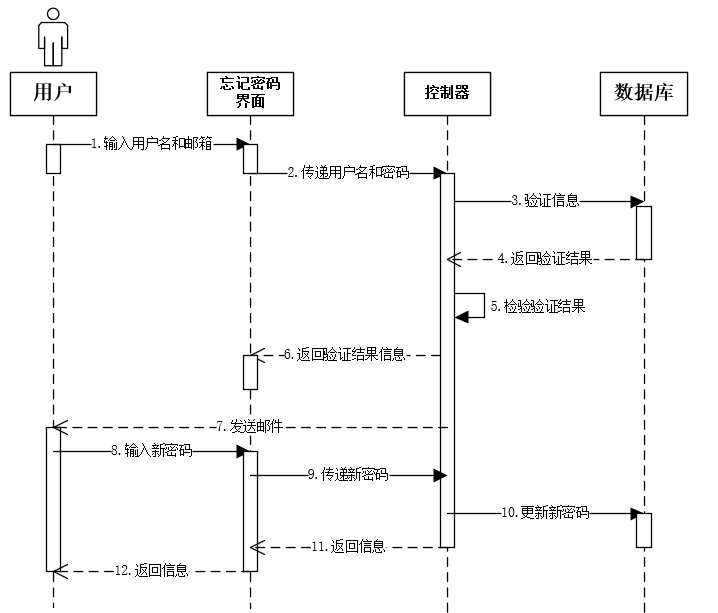 用户
忘记密码
界面
控制器
数据库
1.输入用户名和邮箱
2.传递用户名和密码
3.验证信息
4.返回验证结果
5.检验验证结果
6.返回验证结果信息
7.发送邮件
8.输入新密码
9.传递新密码
10.更新新密码
11.返回信息
12.返回信息